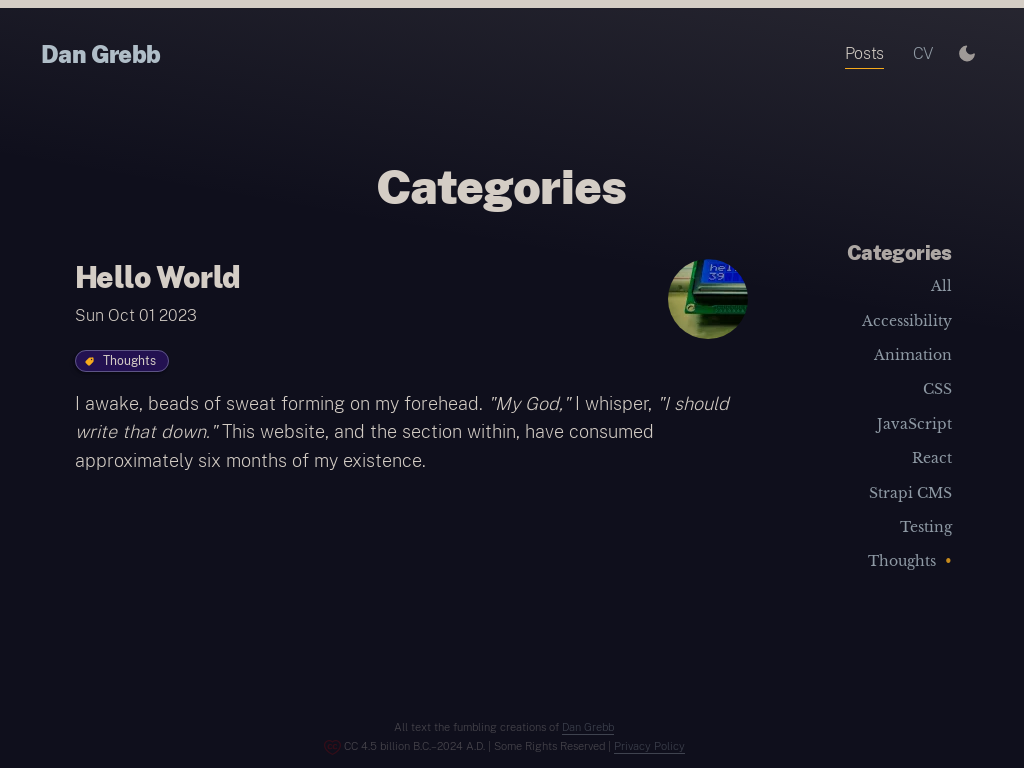 Dan Grebb
Posts
CV
Categories
Hello World
Sun Oct 01 2023
Thoughts
I awake, beads of sweat forming on my forehead. "My God," I whisper, "I should
write that down." This website, and the section within, have consumed
approximately six months of my existence.
Categories
All
Accessibility
Animation
CSS
JavaScript
React
Strapi CMS
Testing
Thoughts •
All text the fumbling creations of Dan Grebb
CC 4.5 billion B.C.–2024 A.D. | Some Rights Reserved | Privacy Policy